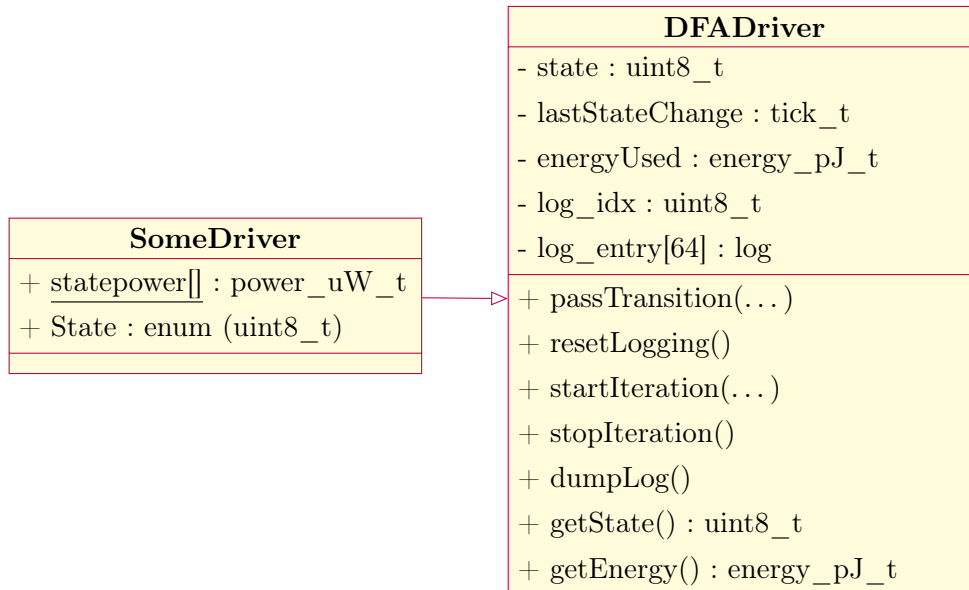 DFADriver
- state : uint8_t
- lastStateChange : tick_t
- energyUsed : energy_pJ_t
- log_idx : uint8_t
- log_entry[64] : log
+ passTransition(...)
+ resetLogging()
+ startIteration(...)
+ stopIteration()
+ dumpLog()
+ getState() : uint8_t
+ getEnergy() : energy_pJ_t
SomeDriver
+ statepower[] : power_uW_t
+ State : enum (uint8_t)